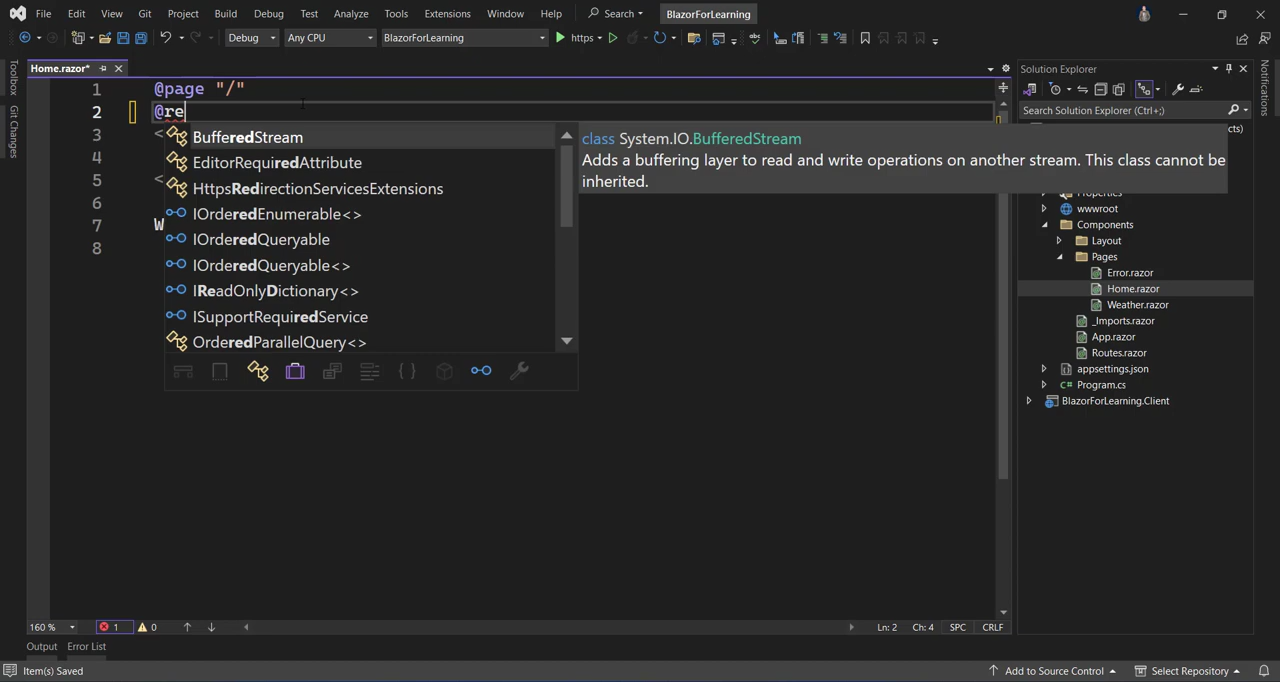 File Edit View Git Project Build Debug Test Analyze Tools Extensions Window Help Search BlazorForLearning
Debug Any CPU BlazorForLearning https
Toolbox
Git Changes
Home.razor*
1 @page "/"
2 @re
3 <
4
5 <
6
7 W
8
BufferedStream
EditorRequiredAttribute
HttpsRedirectionServicesExtensions
IOrderedEnumerable<>
IOrderedQueryable
IOrderedQueryable<>
IReadOnlyDictionary<>
ISupportRequiredService
OrderedParallelQuery<>
class System.IO.BufferedStream
Adds a buffering layer to read and write operations on another stream. This class cannot be
inherited.
Solution Explorer
Search Solution Explorer (Ctrl+;)
cts)
wwwroot
Components
Layout
Pages
Error.razor
Home.razor
Weather.razor
_Imports.razor
App.razor
Routes.razor
appsettings.json
C# Program.cs
BlazorForLearning.Client
Notifications
160 % 1 0 Ln: 2 Ch: 4 SPC CRLF
Output Error List
Item(s) Saved Add to Source Control Select Repository